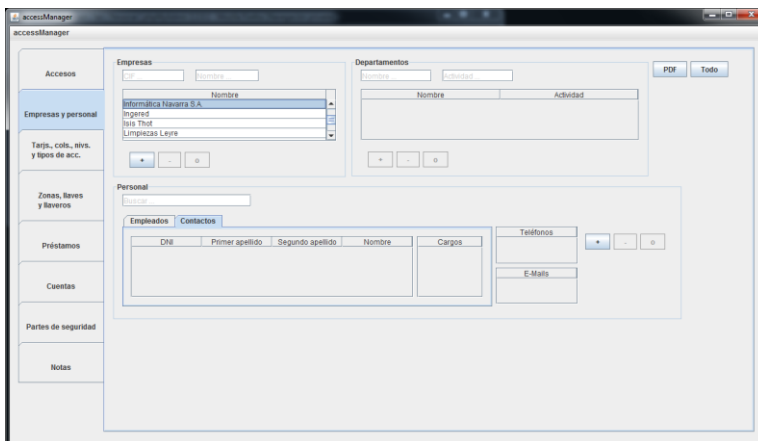 accessManager
accessManager
Accesos
Empresas y personal
Tarjs., cols., nivs.
y tipos de acc.
Zonas, llaves
y llaveros
Préstamos
Cuentas
Partes de seguridad
Notas
Empresas
CIF ...
Nombre ...
Nombre
Informática Navarra S.A.
Ingered
Isis Thot
Limpiezas Leyre
+ - o
Departamentos
Nombre ...
Actividad ...
Nombre Actividad
+ - o
PDF Todo
Personal
Buscar ...
Empleados Contactos
DNI Primer apellido Segundo apellido Nombre Cargos
Teléfonos
E-Mails
+ - o